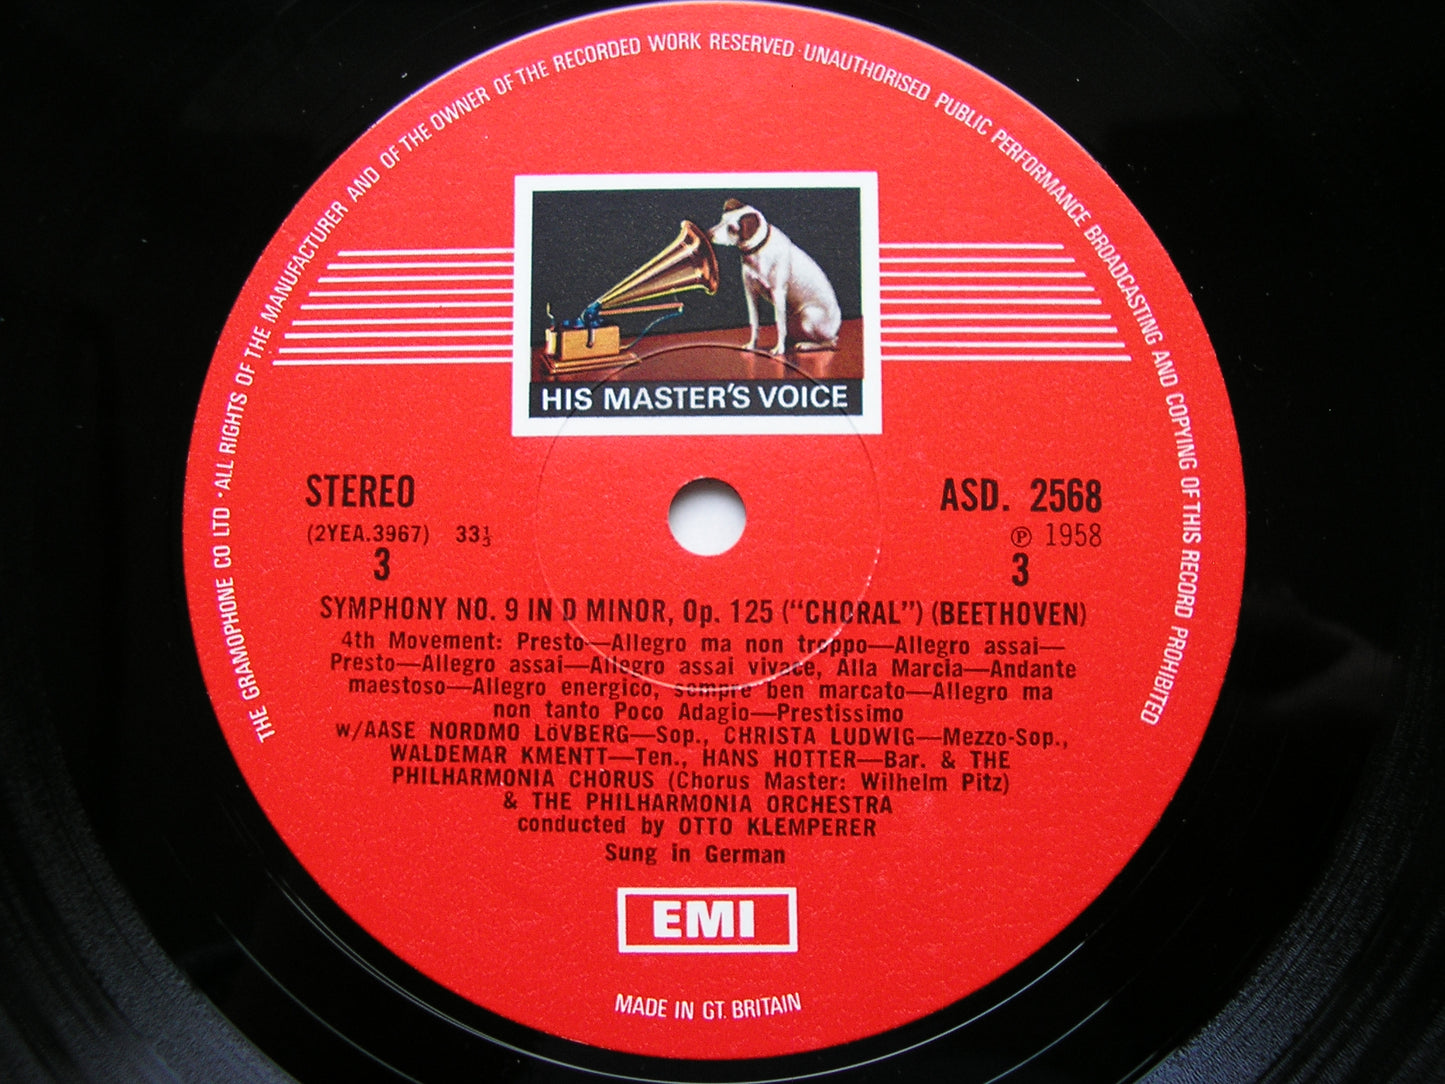 THE GRAMOPHONE CO LTD · ALL RIGHTS OF THE MANUFACTURER AND OF THE OWNER OF THE RECORDED WORK RESERVED · UNAUTHORISED PUBLIC PERFORMANCE BROADCASTING AND COPYING OF THIS RECORD PROHIBITED
HIS MASTER'S VOICE
STEREO
(2YEA.3967) 33⅓
3
ASD. 2568
℗ 1958
3
SYMPHONY NO. 9 IN D MINOR, Op. 125 ("CHORAL") (BEETHOVEN)
4th Movement: Presto—Allegro ma non troppo—Allegro assai—
Presto—Allegro assai—Allegro assai vivace, Alla Marcia—Andante
maestoso—Allegro energico, sempre ben marcato—Allegro ma
non tanto Poco Adagio—Prestissimo
w/AASE NORDMO LöVBERG—Sop., CHRISTA LUDWIG—Mezzo-Sop.,
WALDEMAR KMENTT—Ten., HANS HOTTER—Bar. & THE
PHILHARMONIA CHORUS (Chorus Master: Wilhelm Pitz)
& THE PHILHARMONIA ORCHESTRA
conducted by OTTO KLEMPERER
Sung in German
EMI
MADE IN GT. BRITAIN